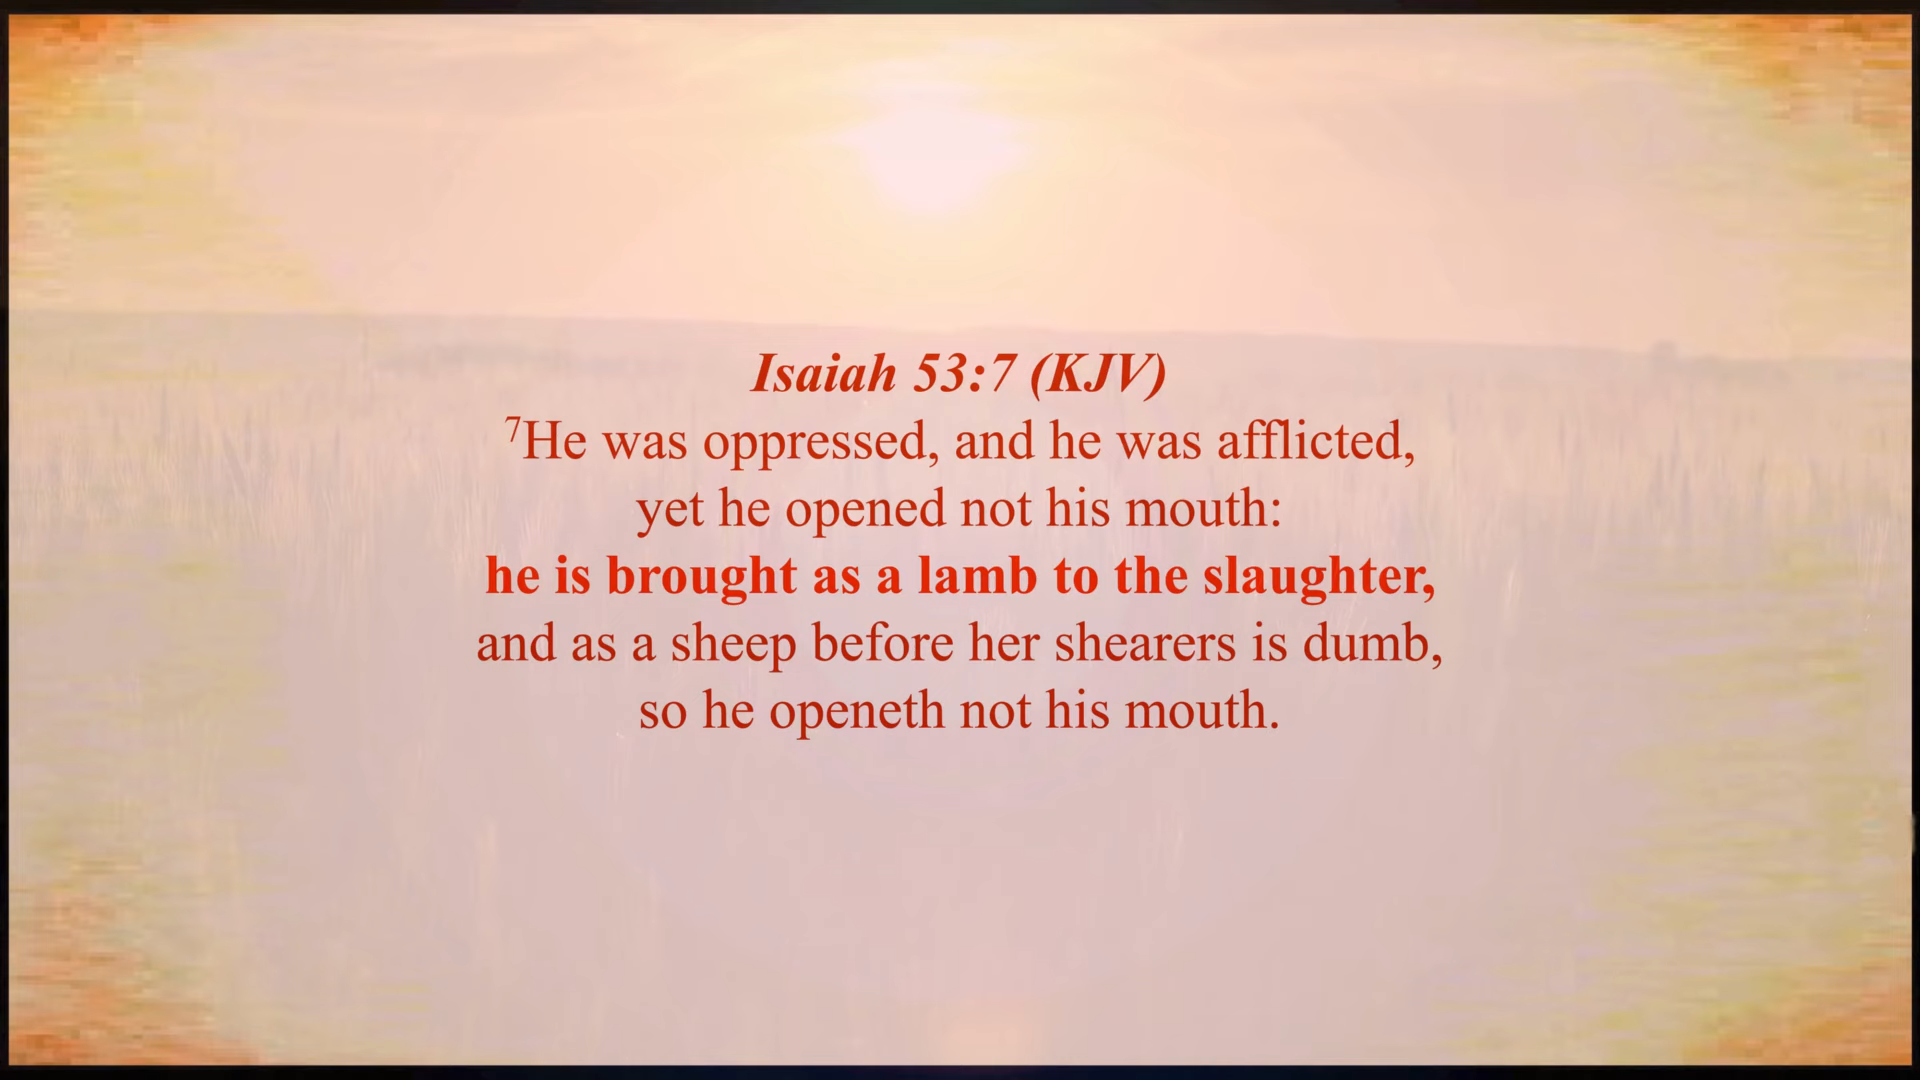 Isaiah 53:7 (KJV)
⁷He was oppressed, and he was afflicted,
yet he opened not his mouth:
he is brought as a lamb to the slaughter,
and as a sheep before her shearers is dumb,
so he openeth not his mouth.